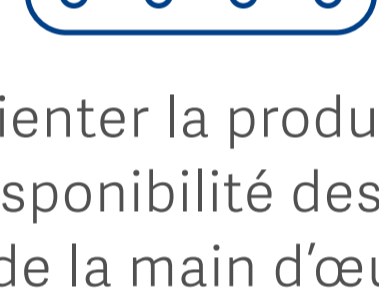 ienter la produ
sponibilité des
de la main d'œu